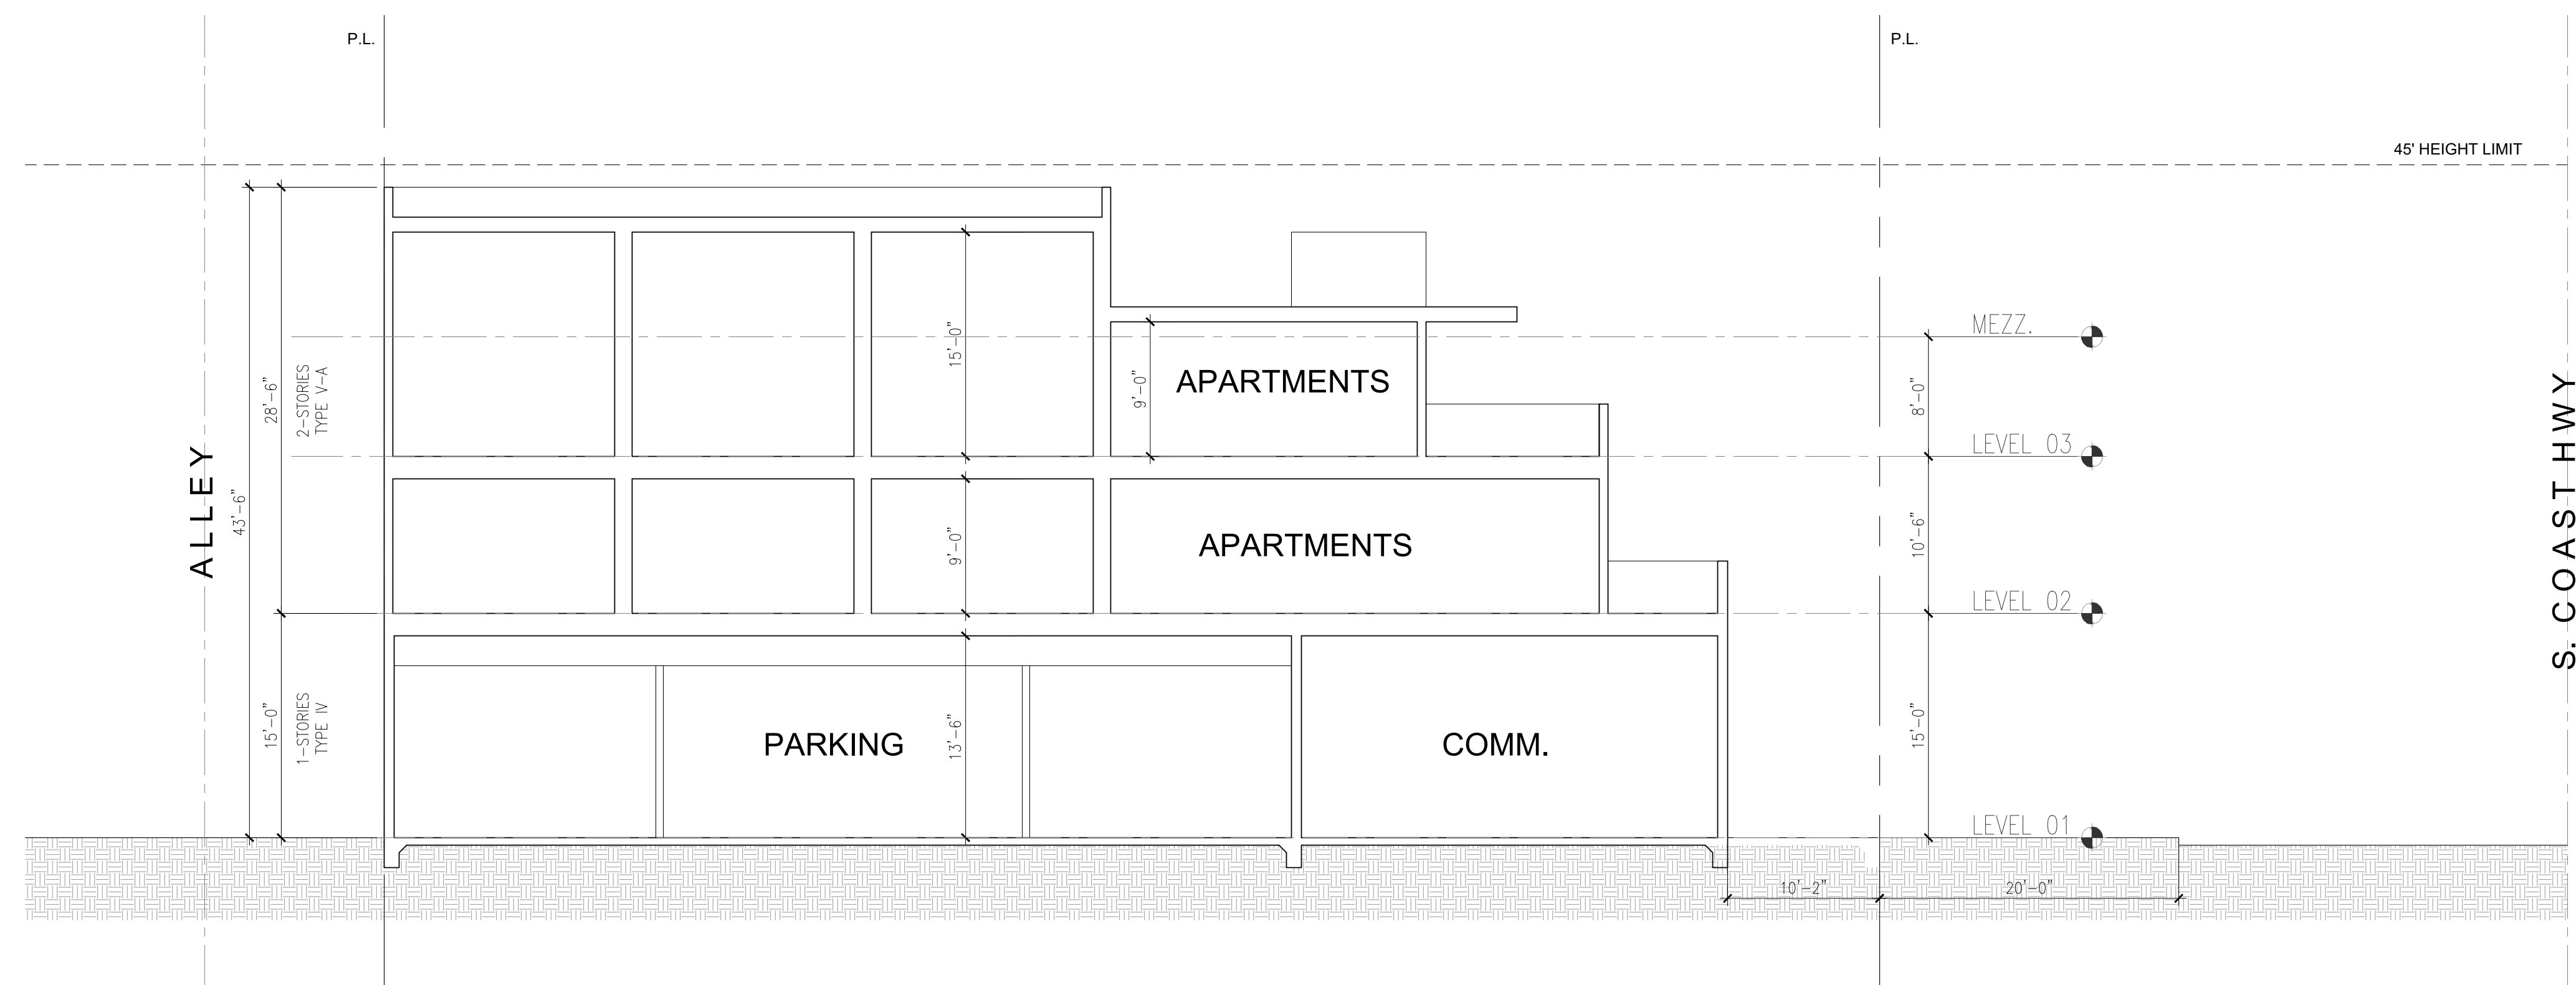 P.L.
P.L.
45' HEIGHT LIMIT
MEZZ.
15'-0"
9'-0"
APARTMENTS
8'-0"
28'-6"
2-STORIES
TYPE V-A
LEVEL 03
ALLEY
43'-6"
9'-0"
APARTMENTS
10'-6"
S. COAST HWY
LEVEL 02
15'-0"
1-STORIES
TYPE IV
PARKING
13'-6"
COMM.
15'-0"
LEVEL 01
10'-2"
20'-0"